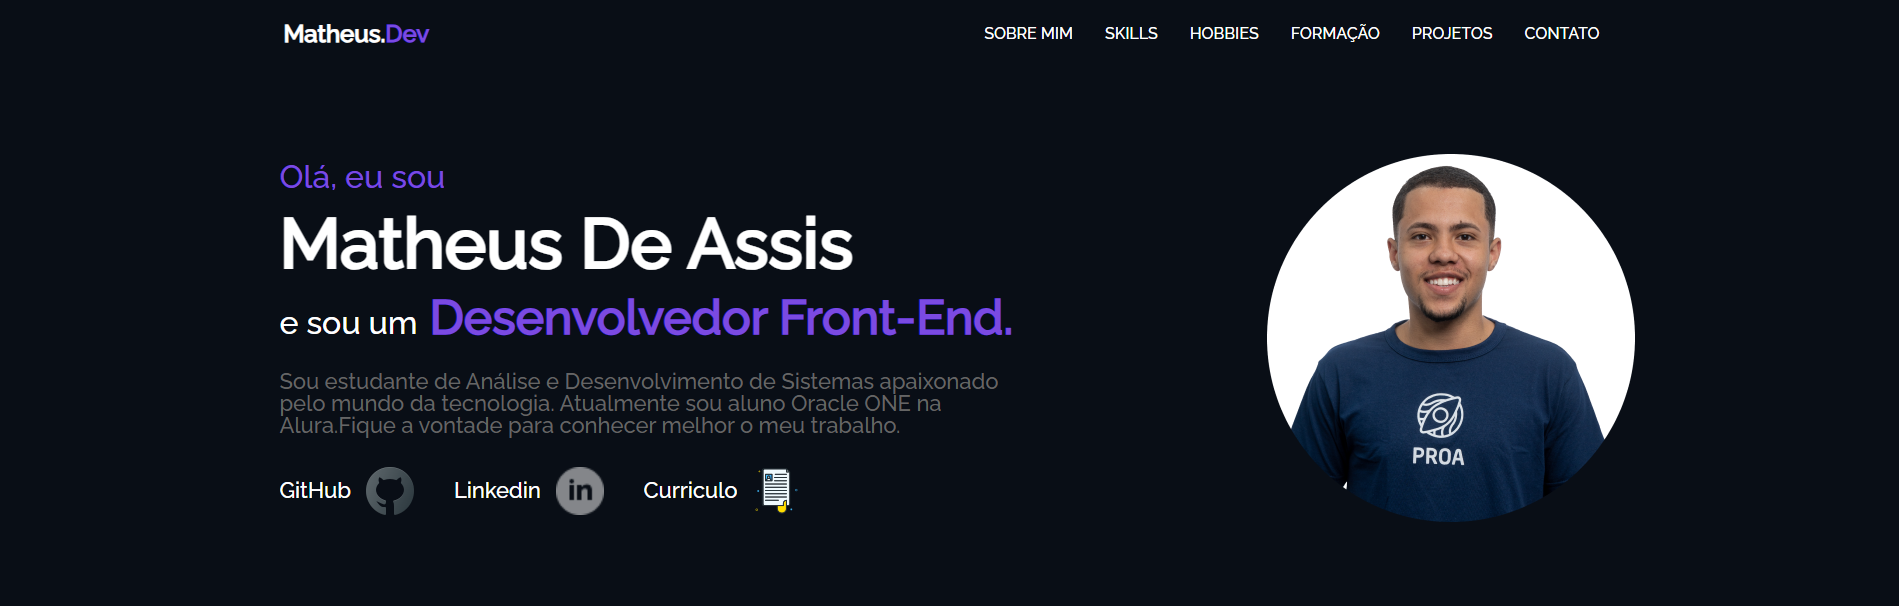 Matheus.Dev
SOBRE MIM SKILLS HOBBIES FORMAÇÃO PROJETOS CONTATO
Olá, eu sou
Matheus De Assis
e sou um Desenvolvedor Front-End.
Sou estudante de Análise e Desenvolvimento de Sistemas apaixonado
pelo mundo da tecnologia. Atualmente sou aluno Oracle ONE na
Alura.Fique a vontade para conhecer melhor o meu trabalho.
GitHub Linkedin in Curriculo
PROA